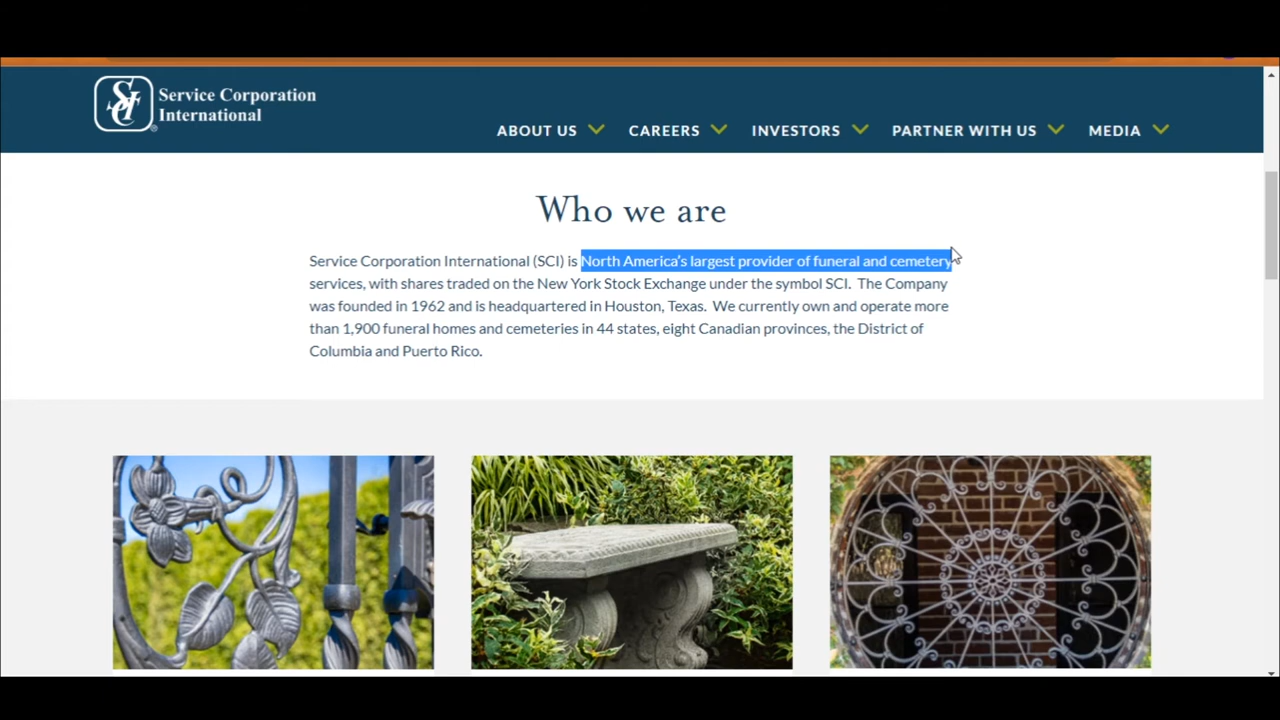 Service Corporation
International
ABOUT US
CAREERS
INVESTORS
PARTNER WITH US
MEDIA
Who we are
Service Corporation International (SCI) is North America's largest provider of funeral and cemetery
services, with shares traded on the New York Stock Exchange under the symbol SCI. The Company
was founded in 1962 and is headquartered in Houston, Texas. We currently own and operate more
than 1,900 funeral homes and cemeteries in 44 states, eight Canadian provinces, the District of
Columbia and Puerto Rico.